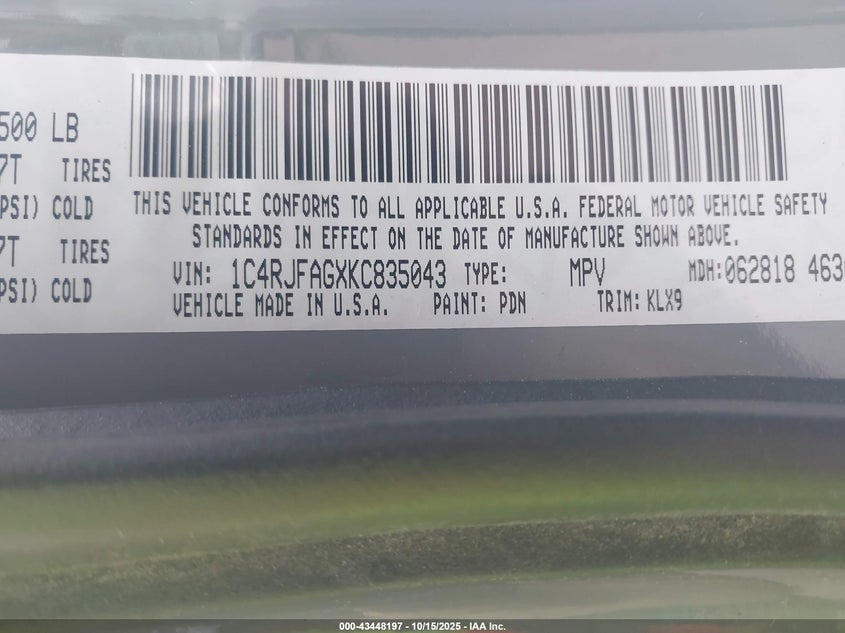 500 LB
7T TIRES
PSI) COLD
7T TIRES
PSI) COLD
THIS VEHICLE CONFORMS TO ALL APPLICABLE U.S.A. FEDERAL MOTOR VEHICLE SAFETY
STANDARDS IN EFFECT ON THE DATE OF MANUFACTURE SHOWN ABOVE.
VIN: 1C4RJFAGXKC835043 TYPE: MPV MDH: 062818 463
VEHICLE MADE IN U.S.A. PAINT: PDN TRIM: KLX9
000-43448197 - 10/15/2025 - IAA Inc.